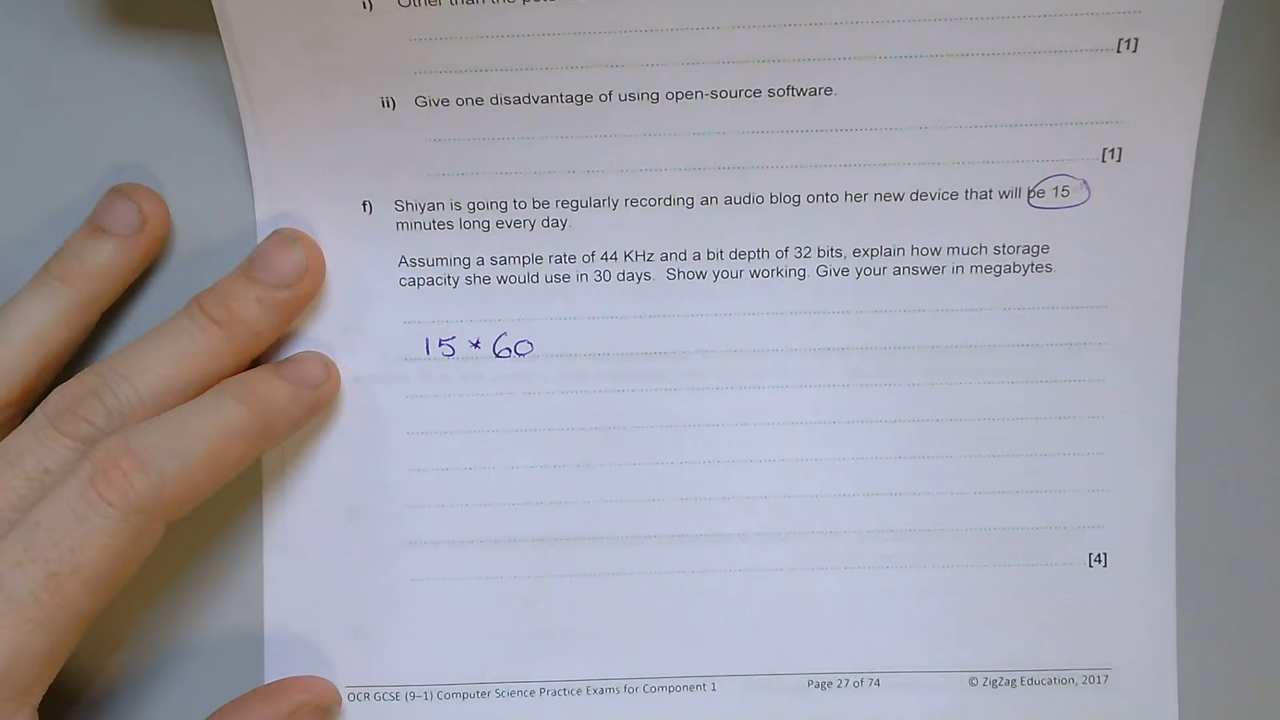 i) Other than the
[1]
ii) Give one disadvantage of using open-source software.
[1]
f) Shiyan is going to be regularly recording an audio blog onto her new device that will be 15
minutes long every day.
Assuming a sample rate of 44 KHz and a bit depth of 32 bits, explain how much storage
capacity she would use in 30 days. Show your working. Give your answer in megabytes.
15 * 60
[4]
OCR GCSE (9–1) Computer Science Practice Exams for Component 1 Page 27 of 74 © ZigZag Education, 2017